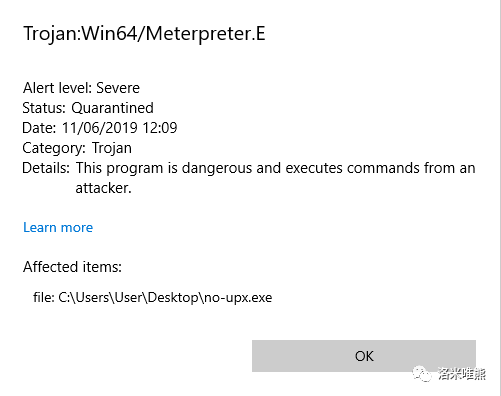 Trojan:Win64/Meterpreter.E
Alert level: Severe
Status: Quarantined
Date: 11/06/2019 12:09
Category: Trojan
Details: This program is dangerous and executes commands from an
attacker.
Learn more
Affected items:
file: C:\Users\User\Desktop\no-upx.exe
OK
洛米唯熊